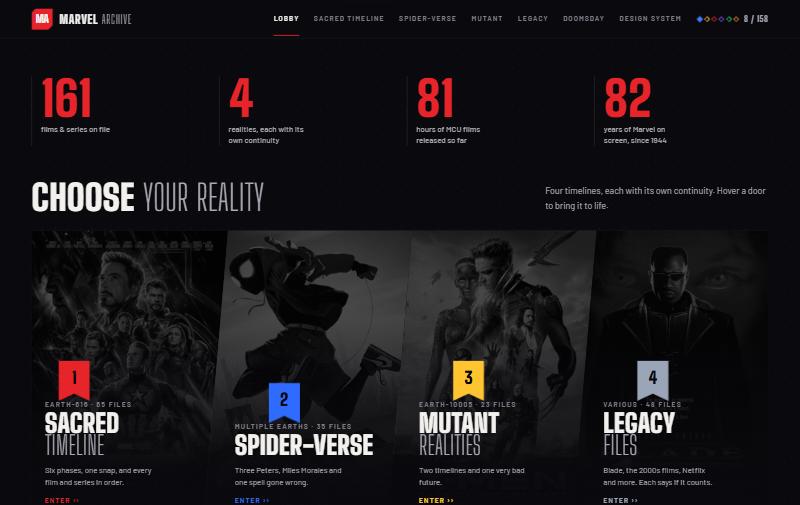 MA MARVEL ARCHIVE
LOBBY SACRED TIMELINE SPIDER-VERSE MUTANT LEGACY DOOMSDAY DESIGN SYSTEM 8 / 158
161
films & series on file
4
realities, each with its
own continuity
81
hours of MCU films
released so far
82
years of Marvel on
screen, since 1944
CHOOSE YOUR REALITY
Four timelines, each with its own continuity. Hover a door
to bring it to life.
1
EARTH-616 · 65 FILES
SACRED
TIMELINE
Six phases, one snap, and every
film and series in order.
ENTER ››
2
MULTIPLE EARTHS · 35 FILES
SPIDER-VERSE
Three Peters, Miles Morales and
one spell gone wrong.
ENTER ››
3
EARTH-10005 · 23 FILES
MUTANT
REALITIES
Two timelines and one very bad
future.
ENTER ››
4
VARIOUS · 48 FILES
LEGACY
FILES
Blade, the 2000s films, Netflix
and more. Each says if it counts.
ENTER ››